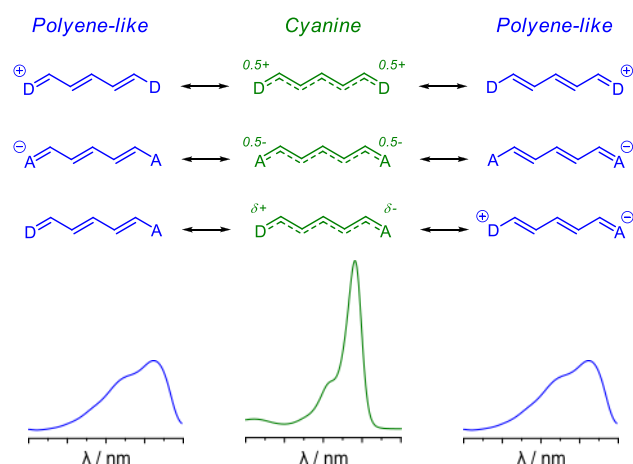 Polyene-like Cyanine Polyene-like
⊕ 0.5+ 0.5+ ⊕
D D D D D D
⊖ 0.5- 0.5- ⊖
A A A A A A
δ+ δ- ⊕ ⊖
D A D A D A
λ / nm λ / nm λ / nm